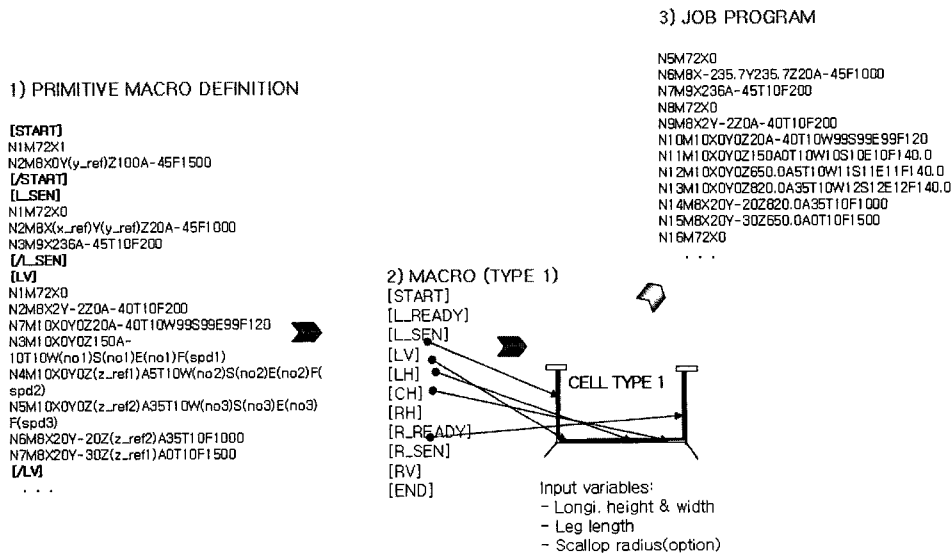 1) PRIMITIVE MACRO DEFINITION
[START]
N1M72X1
N2M8X0Y(y_ref)Z100A-45F1500
[/START]
[L_SEN]
N1M72X0
N2M8X(x_ref)Y(y_ref)Z20A-45F1000
N3M9X236A-45T10F200
[/L_SEN]
[LV]
N1M72X0
N2M8X2Y-2Z0A-40T10F200
N7M10X0Y0Z20A-40T10W99S99E99F120
N3M10X0Y0Z150A-
10T10W(no1)S(no1)E(no1)F(spd1)
N4M10X0Y0Z(z_ref1)A5T10W(no2)S(no2)E(no2)F(
spd2)
N5M10X0Y0Z(z_ref2)A35T10W(no3)S(no3)E(no3)
F(spd3)
N6M8X20Y-20Z(z_ref2)A35T10F1000
N7M8X20Y-30Z(z_ref1)A0T10F1500
[/LV]
. . .
2) MACRO (TYPE 1)
[START]
[L_READY]
[L_SEN]
[LV]
[LH]
[CH]
[RH]
[R_READY]
[R_SEN]
[RV]
[END]
CELL TYPE 1
Input variables:
- Longi. height & width
- Leg length
- Scallop radius(option)
3) JOB PROGRAM
N5M72X0
N6M8X-235.7Y235.7Z20A-45F1000
N7M9X236A-45T10F200
N8M72X0
N9M8X2Y-2Z0A-40T10F200
N10M10X0Y0Z20A-40T10W99S99E99F120
N11M10X0Y0Z150A0T10W10S10E10F140.0
N12M10X0Y0Z650.0A5T10W11S11E11F140.0
N13M10X0Y0Z820.0A35T10W12S12E12F140.0
N14M8X20Y-20Z820.0A35T10F1000
N15M8X20Y-30Z650.0A0T10F1500
N16M72X0
. . .